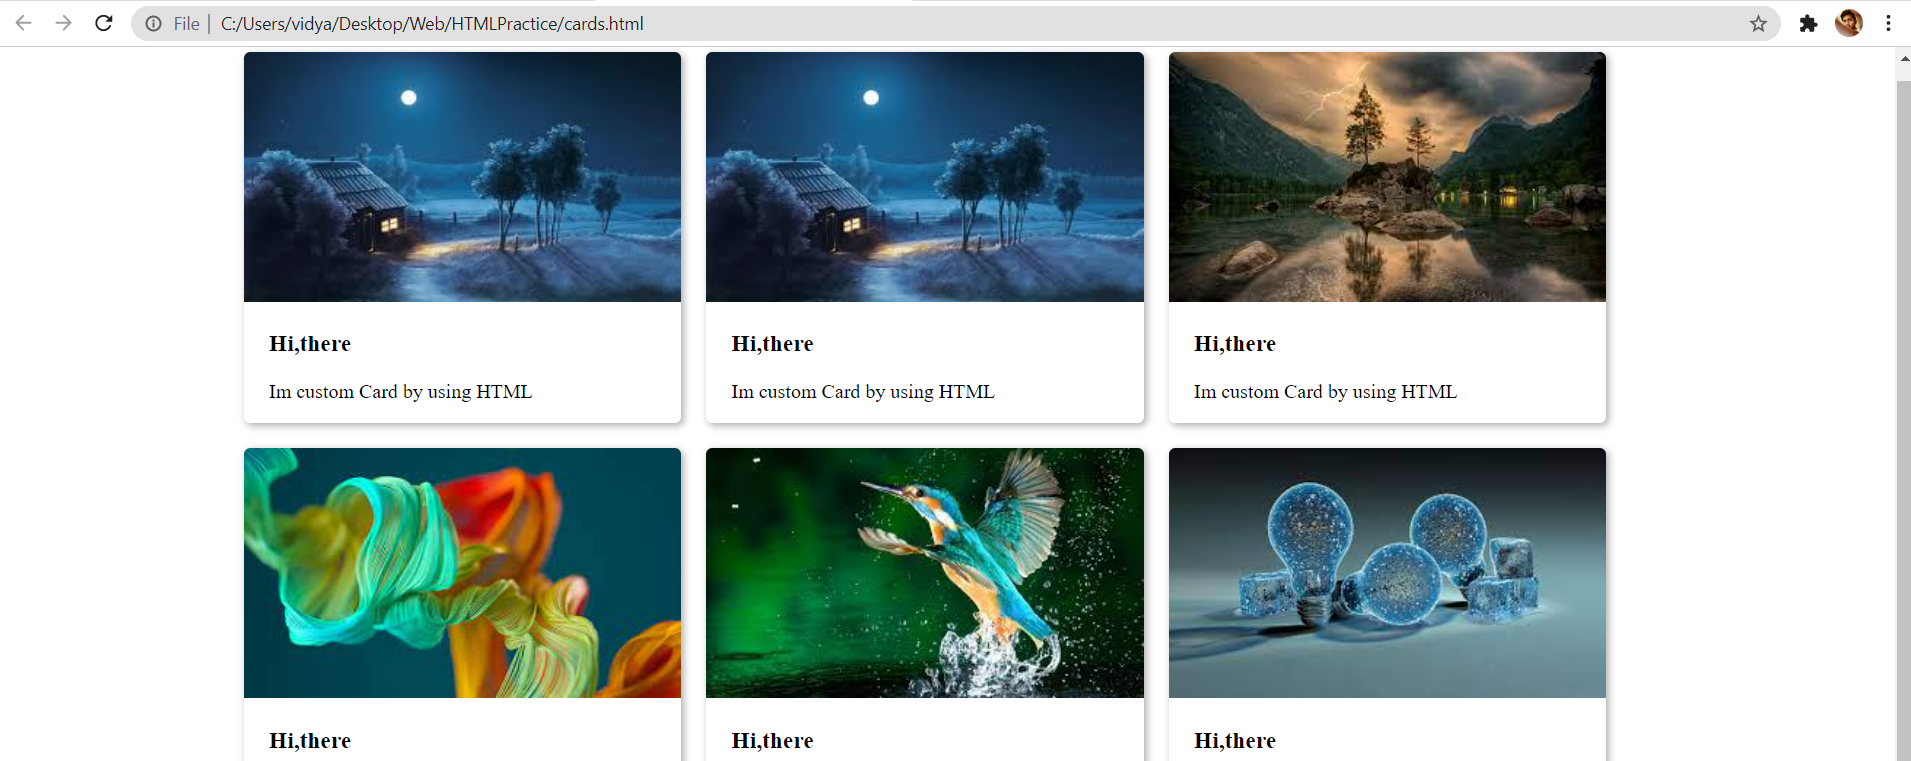 File | C:/Users/vidya/Desktop/Web/HTMLPractice/cards.html
Hi,there
Im custom Card by using HTML
Hi,there
Im custom Card by using HTML
Hi,there
Im custom Card by using HTML
Hi,there
Hi,there
Hi,there